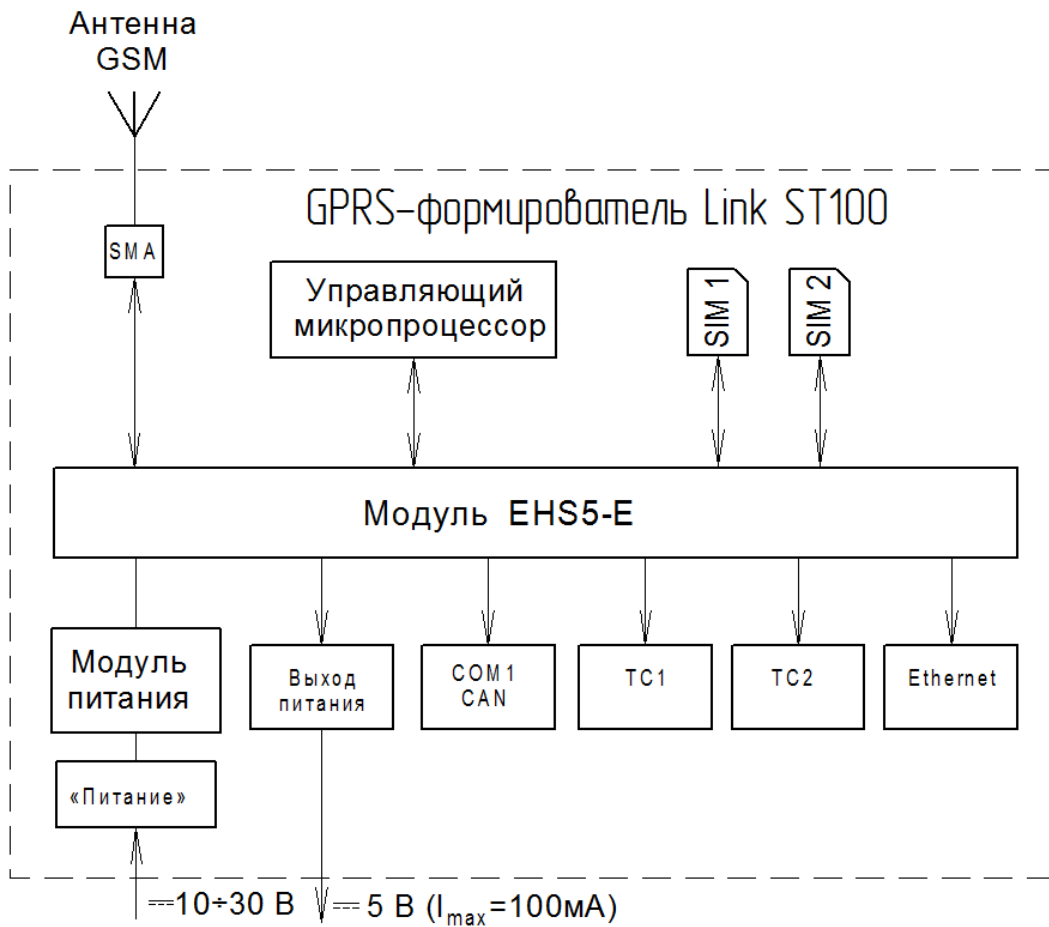 Антенна
GSM
GPRS-формирователь Link ST100
SMA
Управляющий
микропроцессор
SIM 1
SIM 2
Модуль EHS5-E
Модуль
питания
Выход
питания
COM1
CAN
TC1
TC2
Ethernet
«Питание»
⎓10÷30 В
⎓ 5 В (Imax=100мА)